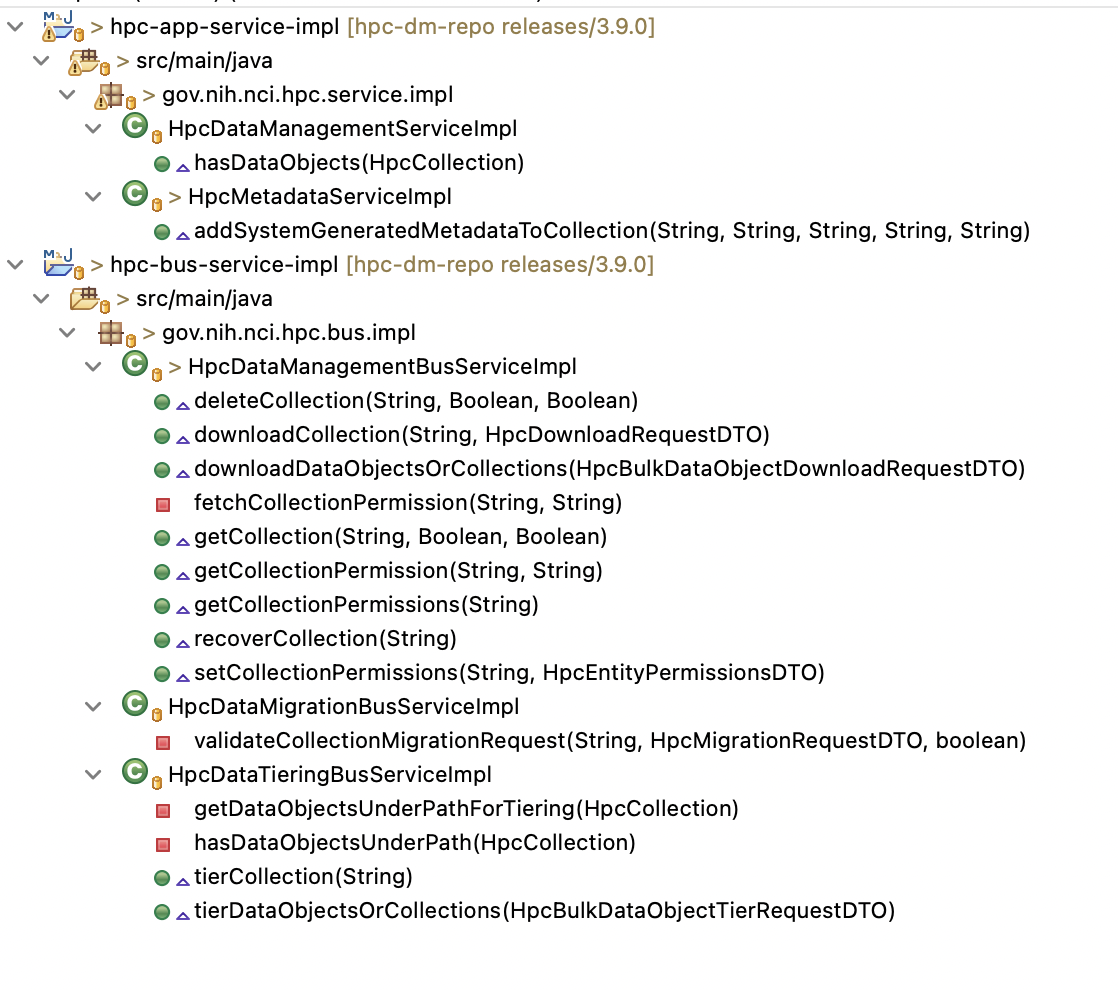 > hpc-app-service-impl [hpc-dm-repo releases/3.9.0]
> src/main/java
> gov.nih.nci.hpc.service.impl
HpcDataManagementServiceImpl
hasDataObjects(HpcCollection)
> HpcMetadataServiceImpl
addSystemGeneratedMetadataToCollection(String, String, String, String, String)
> hpc-bus-service-impl [hpc-dm-repo releases/3.9.0]
> src/main/java
> gov.nih.nci.hpc.bus.impl
> HpcDataManagementBusServiceImpl
deleteCollection(String, Boolean, Boolean)
downloadCollection(String, HpcDownloadRequestDTO)
downloadDataObjectsOrCollections(HpcBulkDataObjectDownloadRequestDTO)
fetchCollectionPermission(String, String)
getCollection(String, Boolean, Boolean)
getCollectionPermission(String, String)
getCollectionPermissions(String)
recoverCollection(String)
setCollectionPermissions(String, HpcEntityPermissionsDTO)
HpcDataMigrationBusServiceImpl
validateCollectionMigrationRequest(String, HpcMigrationRequestDTO, boolean)
HpcDataTieringBusServiceImpl
getDataObjectsUnderPathForTiering(HpcCollection)
hasDataObjectsUnderPath(HpcCollection)
tierCollection(String)
tierDataObjectsOrCollections(HpcBulkDataObjectTierRequestDTO)